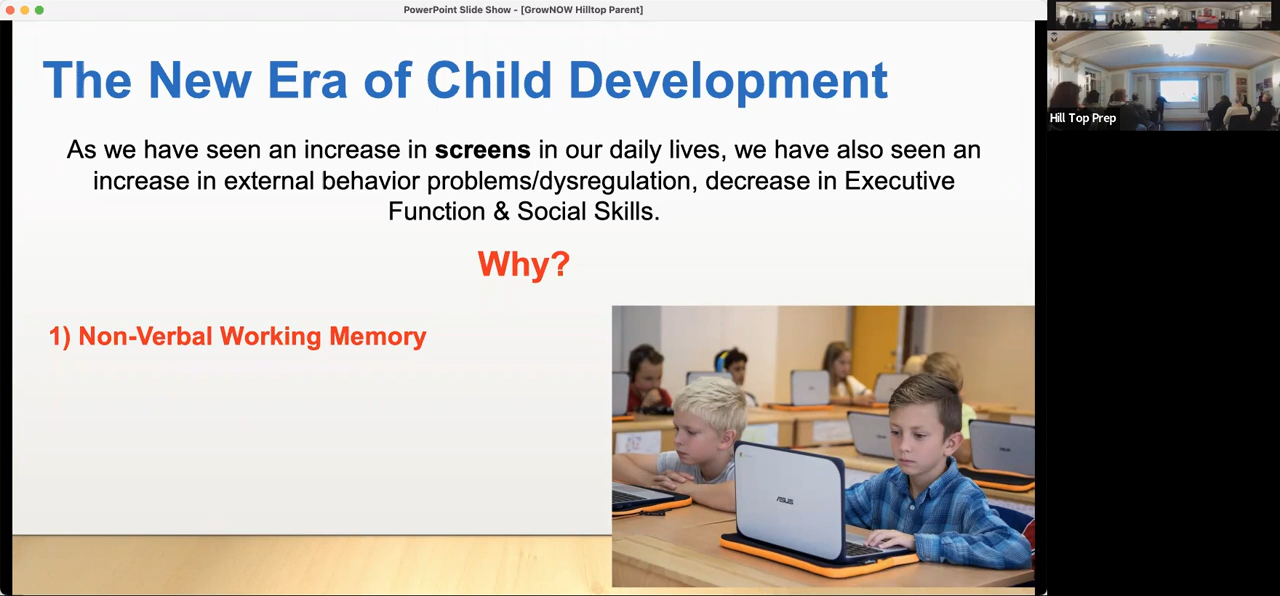 PowerPoint Slide Show - [GrowNOW Hilltop Parent]
The New Era of Child Development
As we have seen an increase in screens in our daily lives, we have also seen an
increase in external behavior problems/dysregulation, decrease in Executive
Function & Social Skills.
Why?
1) Non-Verbal Working Memory
ASUS
Hill Top Prep